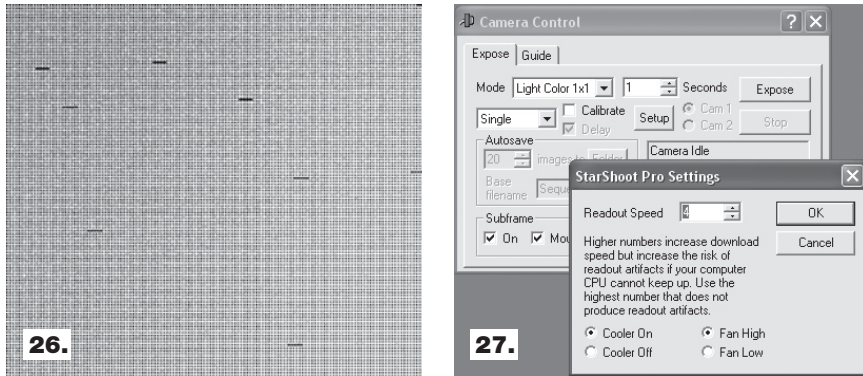 26.
Camera Control
Expose Guide
Mode Light Color 1x1 1 Seconds Expose
Single Calibrate Delay Setup Cam 1 Cam 2 Stop
Autosave
20 images to Folder
Camera Idle
Base
filename Sequ
Subframe
On Mou
StarShoot Pro Settings
Readout Speed 4 OK
Cancel
Higher numbers increase download
speed but increase the risk of
readout artifacts if your computer
CPU cannot keep up. Use the
highest number that does not
produce readout artifacts.
Cooler On Fan High
Cooler Off Fan Low
27.